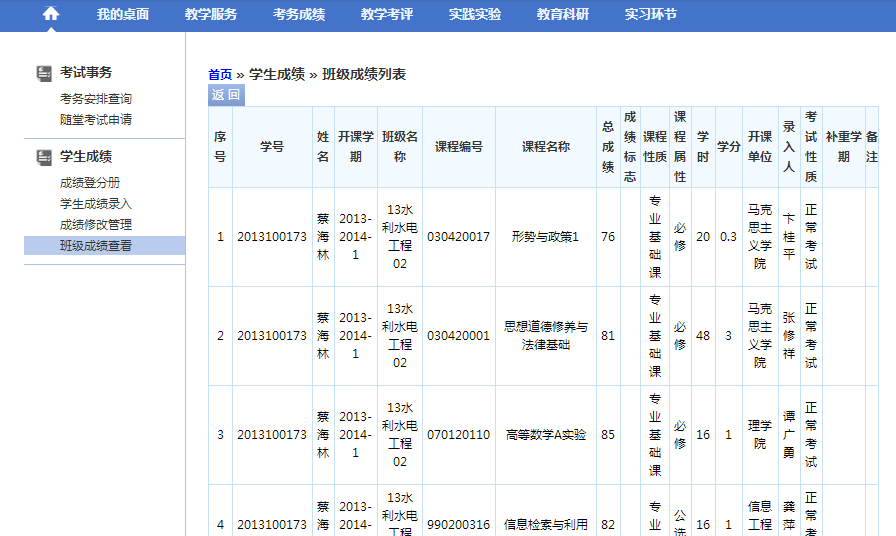 我的桌面 教学服务 考务成绩 教学考评 实践实验 教育科研 实习环节
考试事务
考务安排查询
随堂考试申请
学生成绩
成绩登分册
学生成绩录入
成绩修改管理
班级成绩查看
首页 » 学生成绩 » 班级成绩列表
返 回
序号 学号 姓名 开课学期 班级名称 课程编号 课程名称 总成绩 成绩标志 课程性质 课程属性 学时 学分 开课单位 录入人 考试性质 补重学期 备注
1 2013100173 蔡海林 2013-2014-1 13水利水电工程02 030420017 形势与政策1 76 专业基础课 必修 20 0.3 马克思主义学院 卞桂平 正常考试
2 2013100173 蔡海林 2013-2014-1 13水利水电工程02 030420001 思想道德修养与法律基础 81 专业基础课 必修 48 3 马克思主义学院 张修祥 正常考试
3 2013100173 蔡海林 2013-2014-1 13水利水电工程02 070120110 高等数学A实验 85 专业基础课 必修 16 1 理学院 谭广勇 正常考试
4 2013100173 蔡海 2013-2014- 13水利水电工程 990200316 信息检索与利用 82 专业 公选 16 1 信息工程 龚萍 正常考